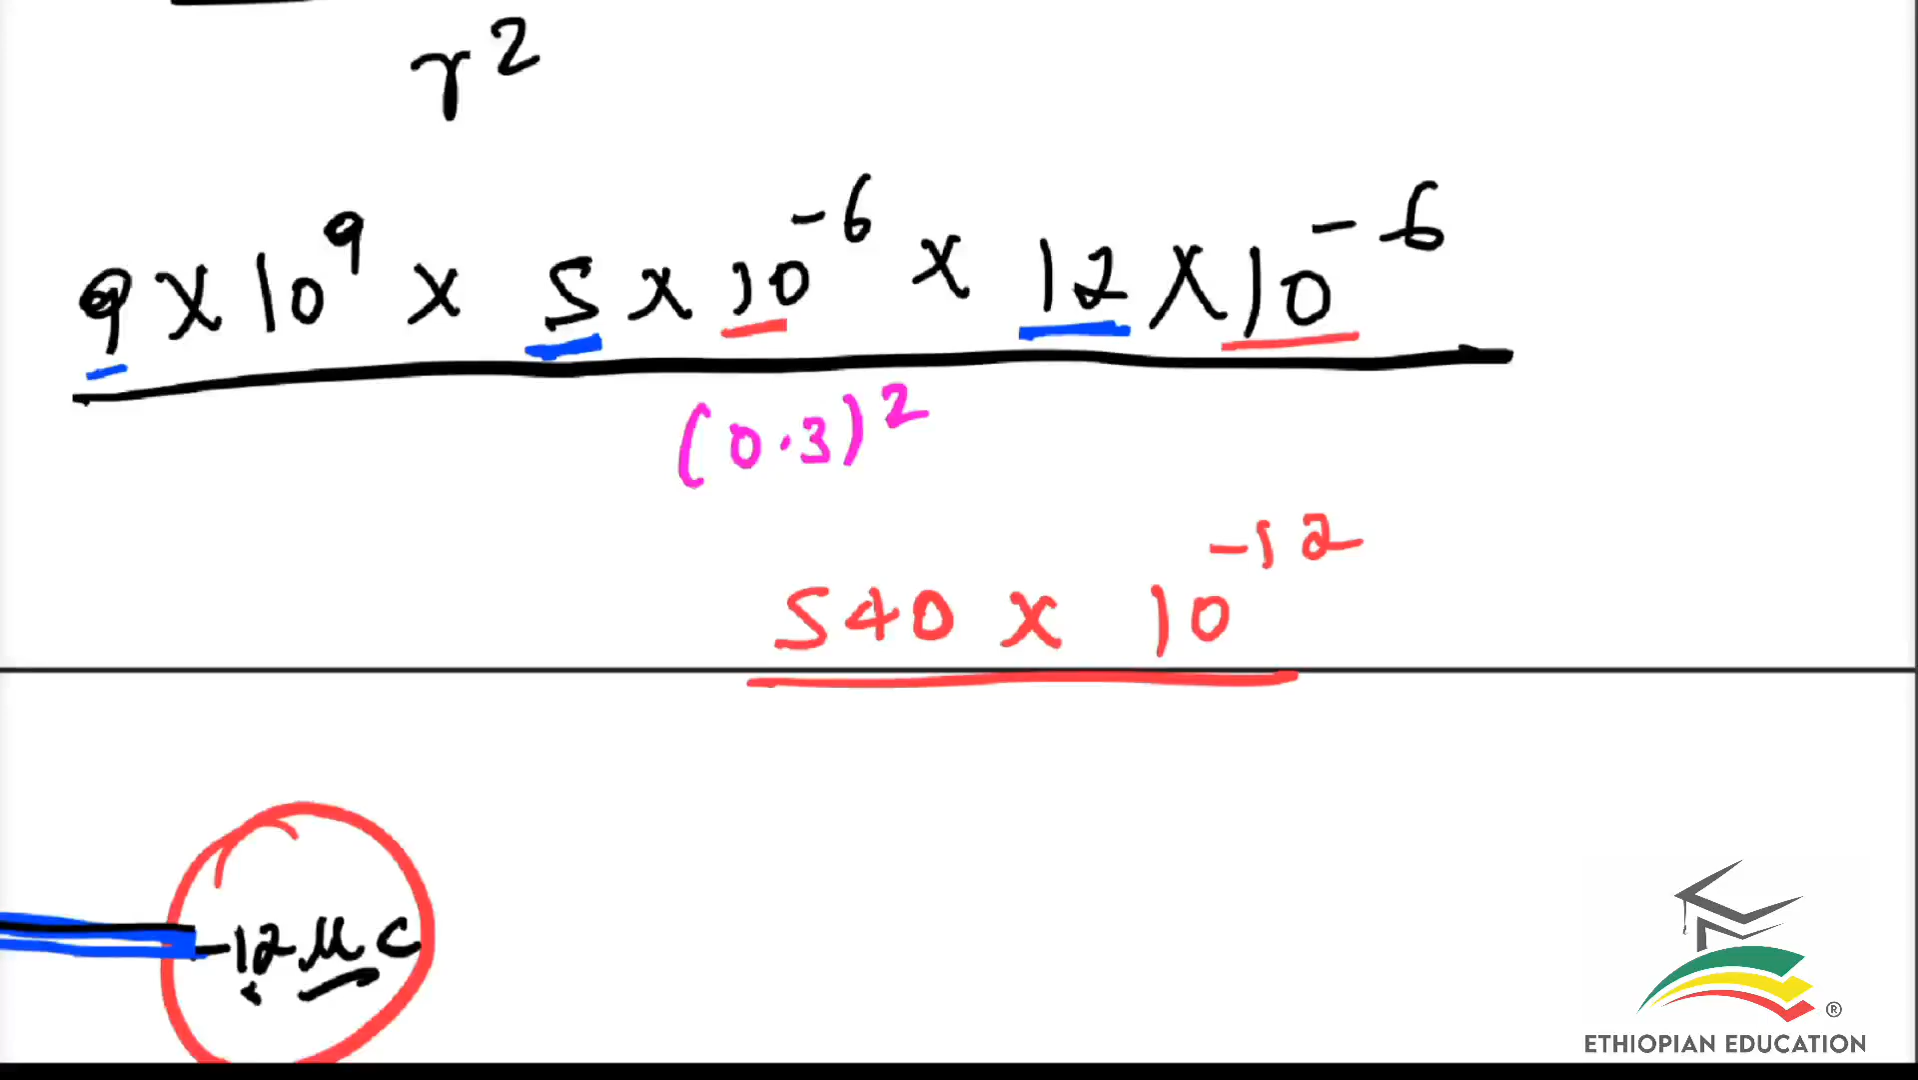 r²
9 x 10⁹ x 5 x 10⁻⁶ x 12 x 10⁻⁶
(0.3)²
540 x 10⁻¹²
-12 μc
®
ETHIOPIAN EDUCATION